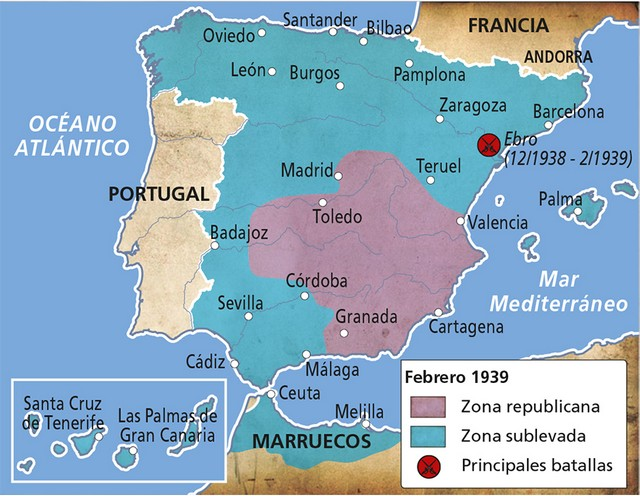 FRANCIA
ANDORRA
Santander
Bilbao
Oviedo
León
Burgos
Pamplona
Zaragoza
Barcelona
OCÉANO
ATLÁNTICO
Ebro
(12/1938 - 2/1939)
Madrid
Teruel
PORTUGAL
Palma
Toledo
Valencia
Badajoz
Mar
Mediterráneo
Córdoba
Sevilla
Granada
Cartagena
Cádiz
Málaga
Ceuta
Melilla
MARRUECOS
Santa Cruz
de Tenerife
Las Palmas de
Gran Canaria
Febrero 1939
Zona republicana
Zona sublevada
Principales batallas